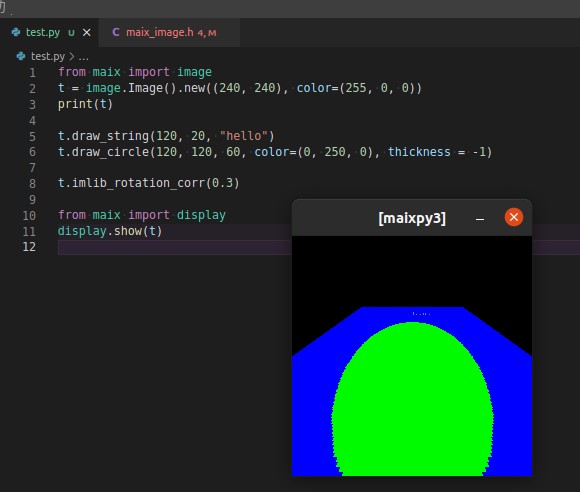 test.py U ×
C maix_image.h 4, M
test.py > ...
1 from maix import image
2 t = image.Image().new((240, 240), color=(255, 0, 0))
3 print(t)
4
5 t.draw_string(120, 20, "hello")
6 t.draw_circle(120, 120, 60, color=(0, 250, 0), thickness = -1)
7
8 t.imlib_rotation_corr(0.3)
9
10 from maix import display
11 display.show(t)
12
[maixpy3]